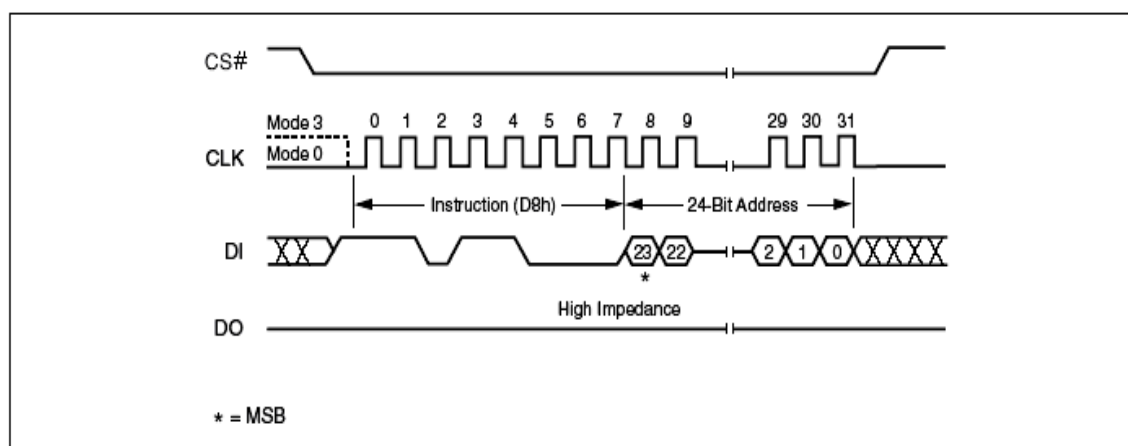 CS#
Mode 3 0 1 2 3 4 5 6 7 8 9 29 30 31
CLK Mode 0
Instruction (D8h) 24-Bit Address
DI 23 22 2 1 0
*
High Impedance
DO
* = MSB